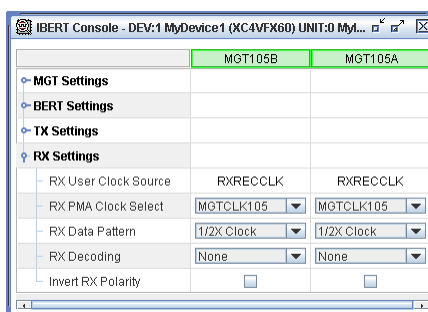 IBERT Console - DEV:1 MyDevice1 (XC4VFX60) UNIT:0 MyI...
MGT105B MGT105A
MGT Settings
BERT Settings
TX Settings
RX Settings
RX User Clock Source RXRECCLK RXRECCLK
RX PMA Clock Select MGTCLK105 MGTCLK105
RX Data Pattern 1/2X Clock 1/2X Clock
RX Decoding None None
Invert RX Polarity